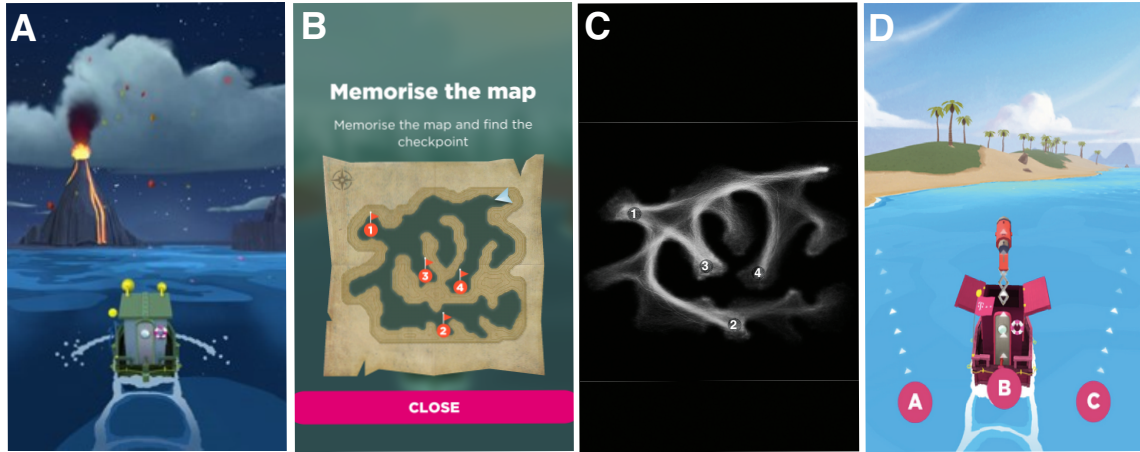 A
B
Memorise the map
Memorise the map and find the
checkpoint
1
3
4
2
CLOSE
C
1
3
4
2
D
T
A
B
C